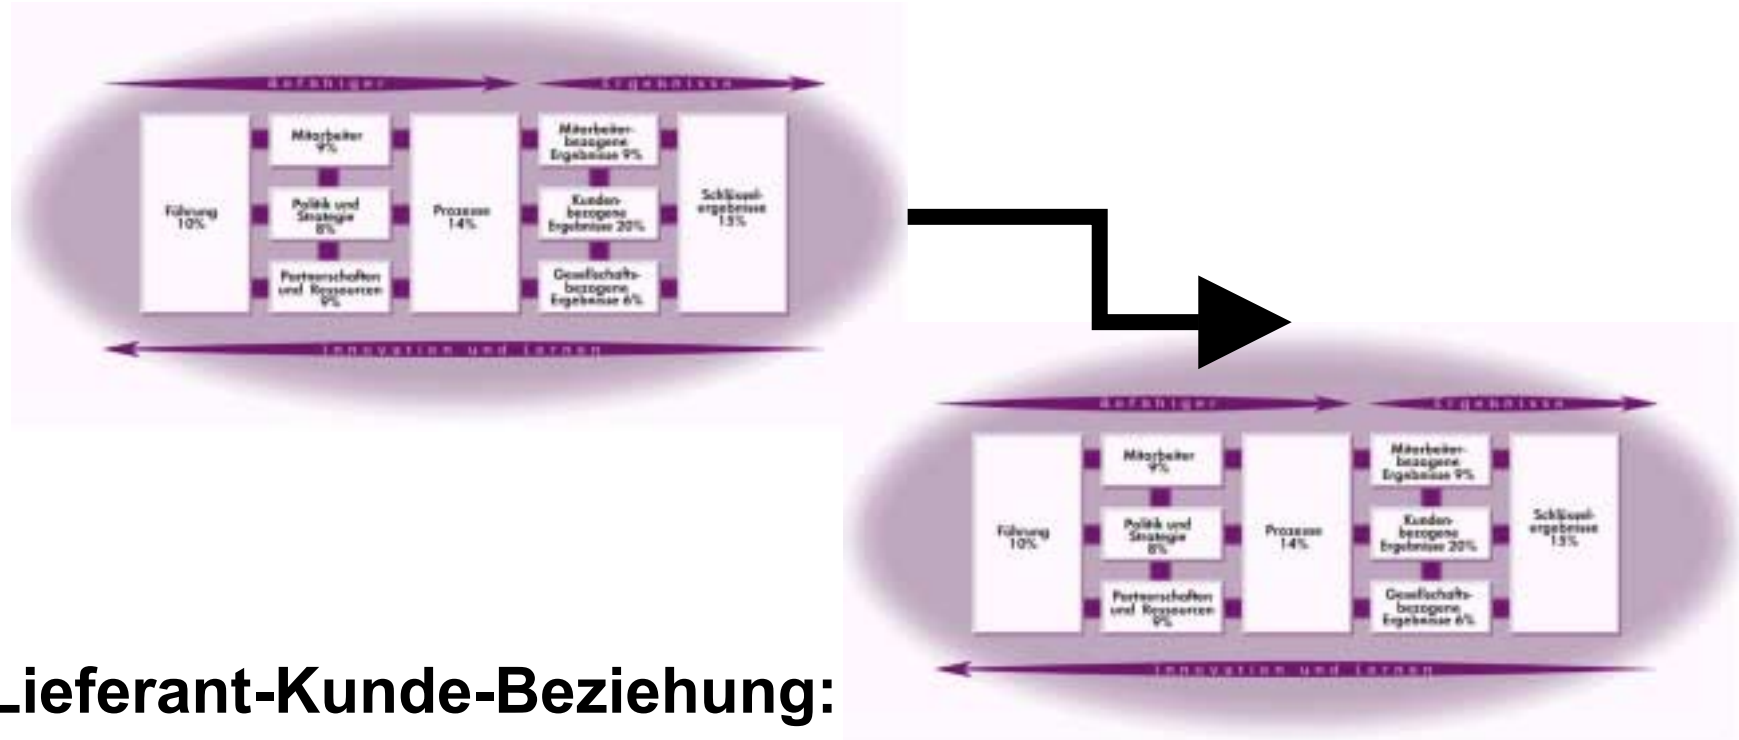 Befähiger
Ergebnisse
Führung
10%
Mitarbeiter
9%
Politik und
Strategie
8%
Partnerschaften
und Ressourcen
9%
Prozesse
14%
Mitarbeiter-
bezogene
Ergebnisse 9%
Kunden-
bezogene
Ergebnisse 20%
Gesellschafts-
bezogene
Ergebnisse 6%
Schlüssel-
ergebnisse
15%
Innovation und Lernen
Befähiger
Ergebnisse
Führung
10%
Mitarbeiter
9%
Politik und
Strategie
8%
Partnerschaften
und Ressourcen
9%
Prozesse
14%
Mitarbeiter-
bezogene
Ergebnisse 9%
Kunden-
bezogene
Ergebnisse 20%
Gesellschafts-
bezogene
Ergebnisse 6%
Schlüssel-
ergebnisse
15%
Innovation und Lernen
Lieferant-Kunde-Beziehung: